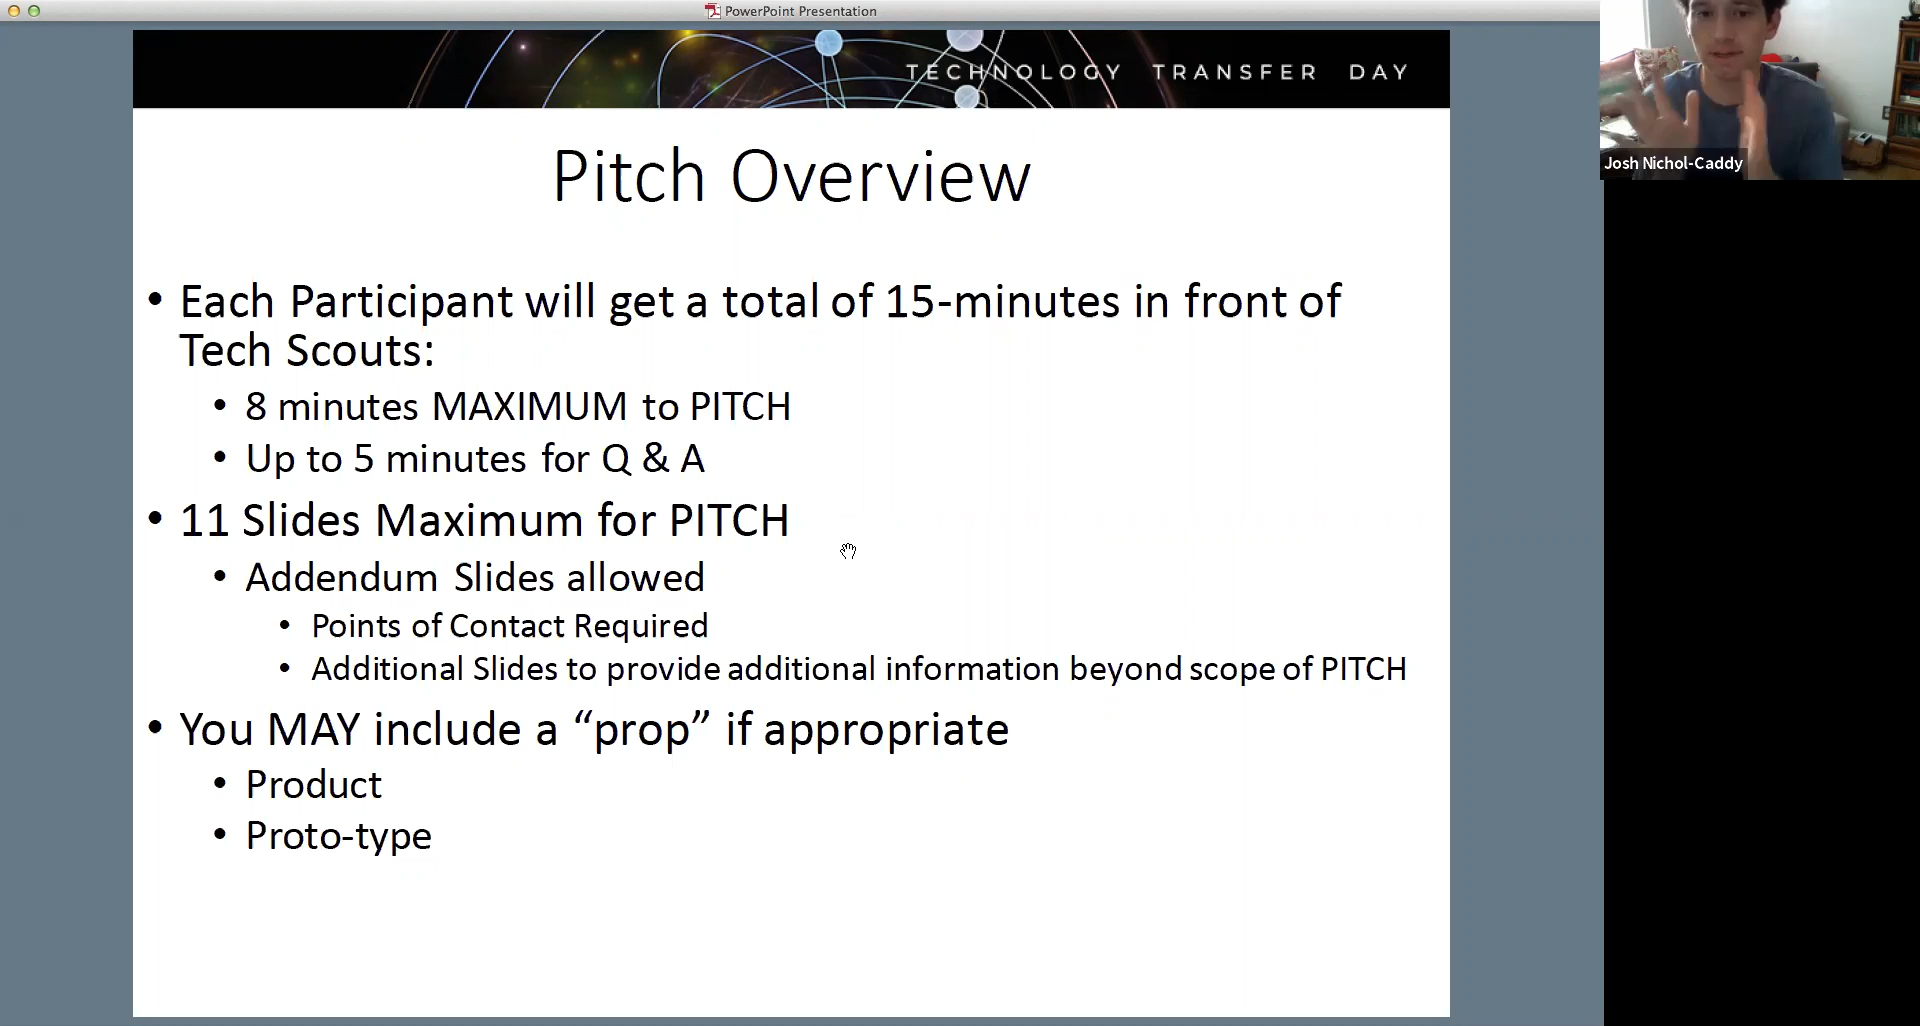 PowerPoint Presentation
TECHNOLOGY TRANSFER DAY
Josh Nichol-Caddy
Pitch Overview
• Each Participant will get a total of 15-minutes in front of
Tech Scouts:
• 8 minutes MAXIMUM to PITCH
• Up to 5 minutes for Q & A
• 11 Slides Maximum for PITCH
• Addendum Slides allowed
• Points of Contact Required
• Additional Slides to provide additional information beyond scope of PITCH
• You MAY include a “prop” if appropriate
• Product
• Proto-type